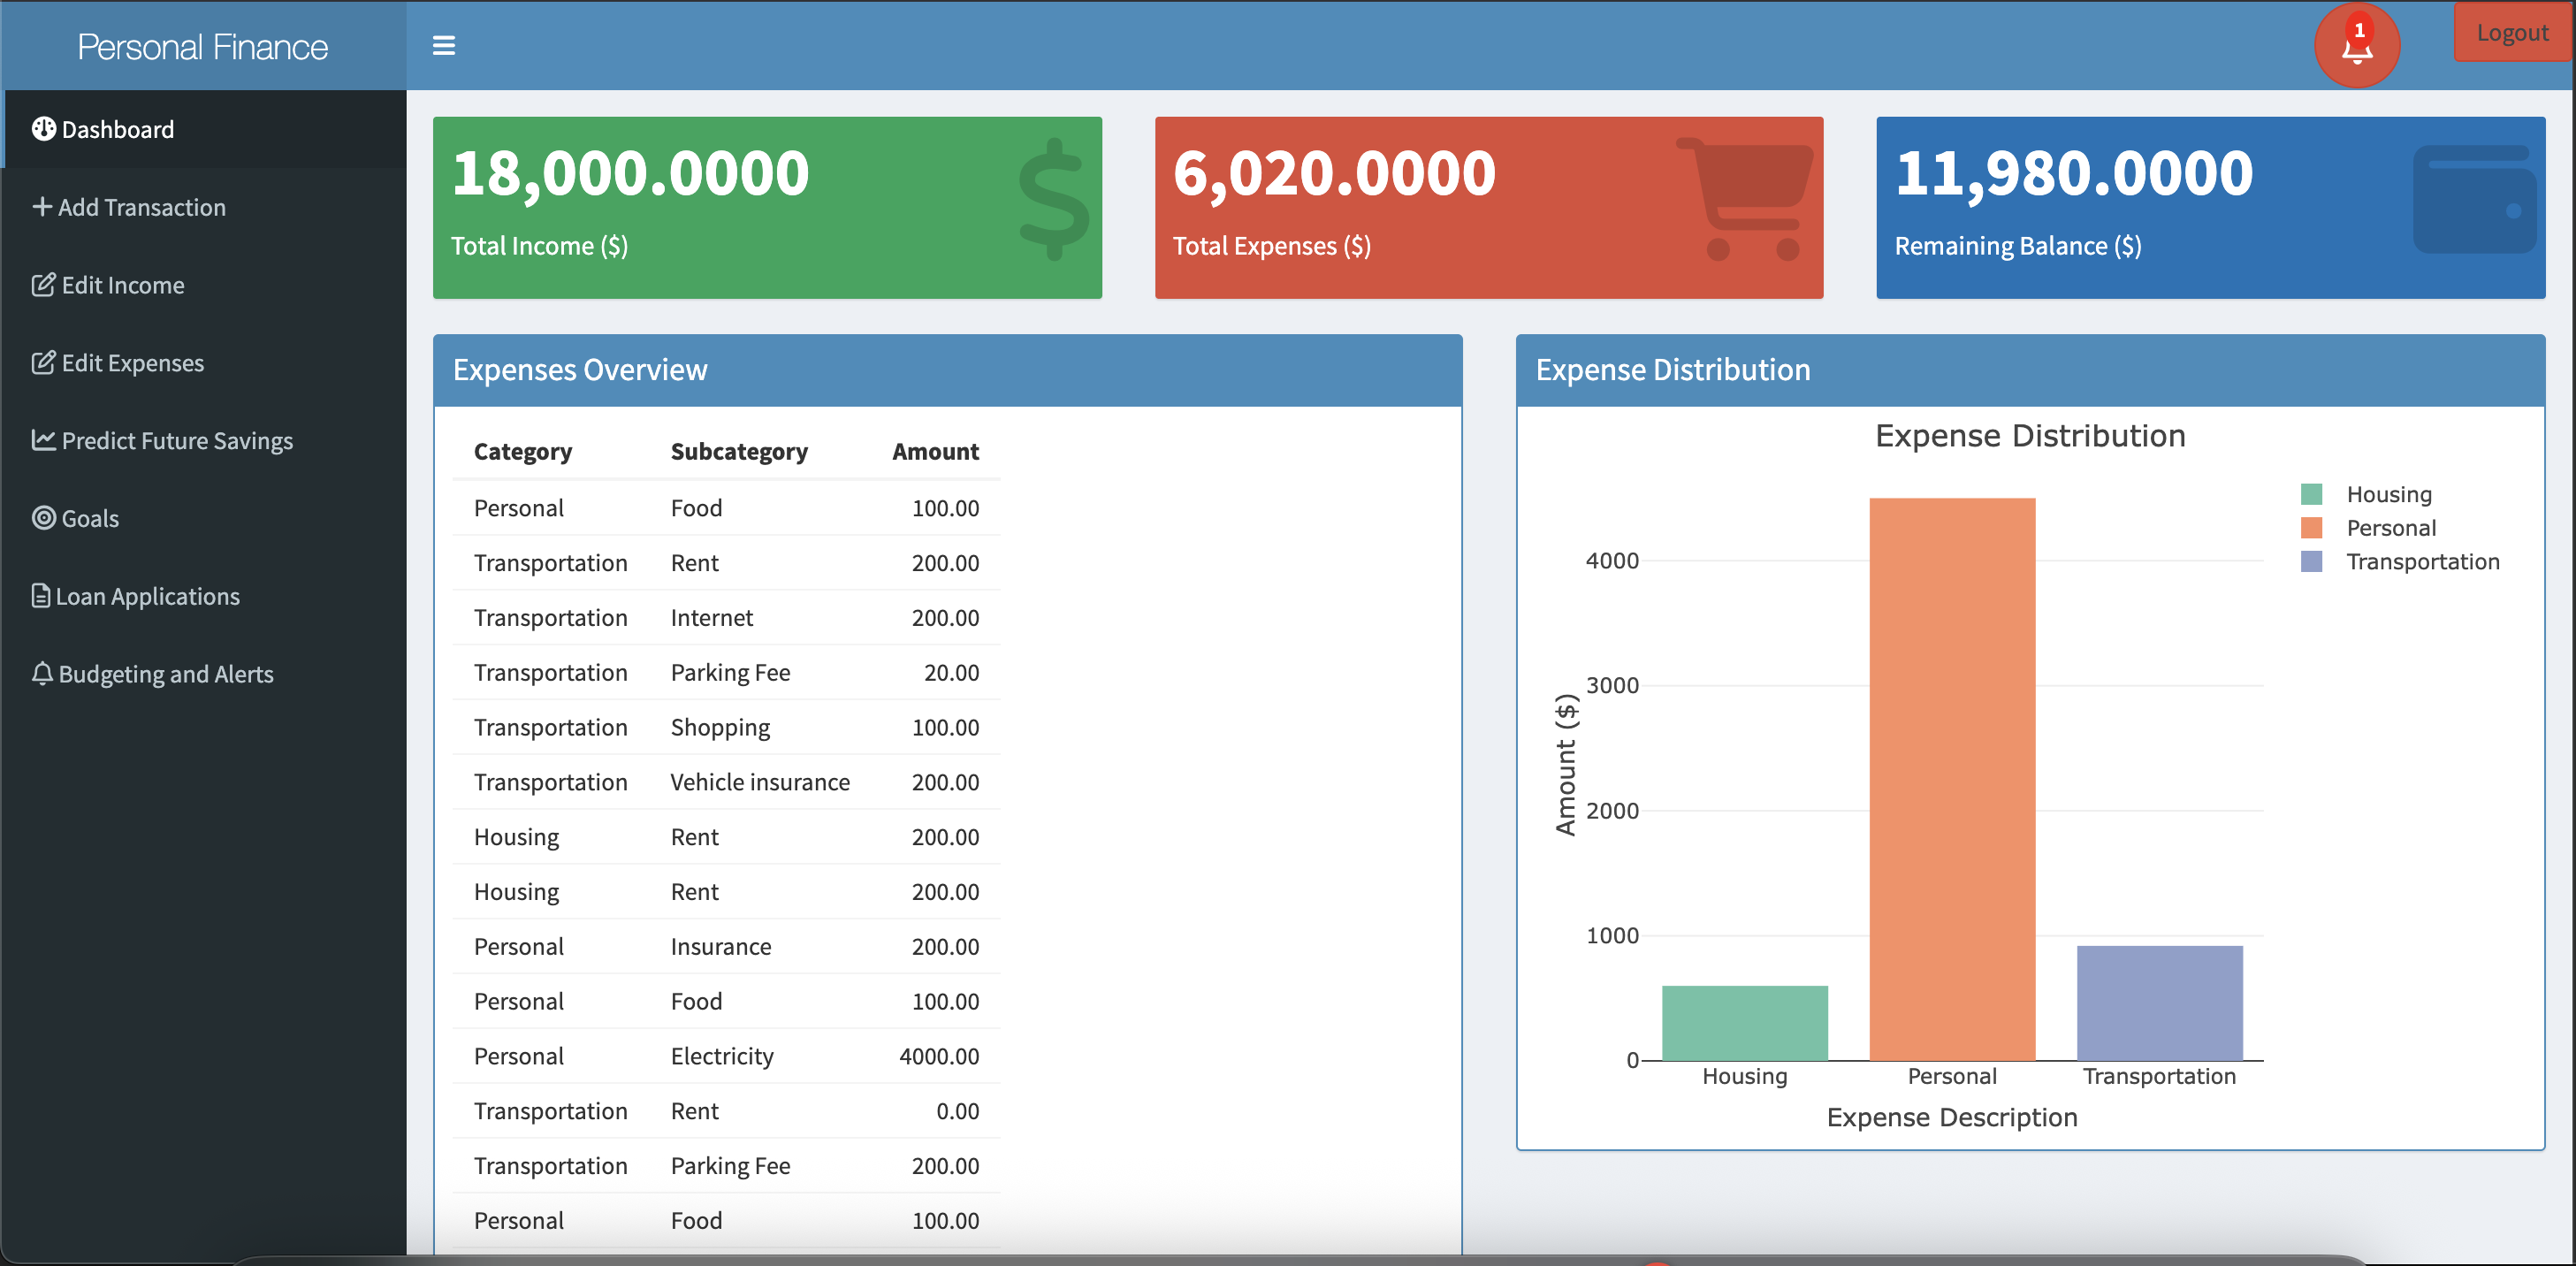 Personal Finance
1
Logout
Dashboard
Add Transaction
Edit Income
Edit Expenses
Predict Future Savings
Goals
Loan Applications
Budgeting and Alerts
18,000.0000
Total Income ($)
6,020.0000
Total Expenses ($)
11,980.0000
Remaining Balance ($)
Expenses Overview
Category Subcategory Amount
Personal Food 100.00
Transportation Rent 200.00
Transportation Internet 200.00
Transportation Parking Fee 20.00
Transportation Shopping 100.00
Transportation Vehicle insurance 200.00
Housing Rent 200.00
Housing Rent 200.00
Personal Insurance 200.00
Personal Food 100.00
Personal Electricity 4000.00
Transportation Rent 0.00
Transportation Parking Fee 200.00
Personal Food 100.00
Expense Distribution
Expense Distribution
Housing
Personal
Transportation
Amount ($)
4000
3000
2000
1000
0
Housing Personal Transportation
Expense Description